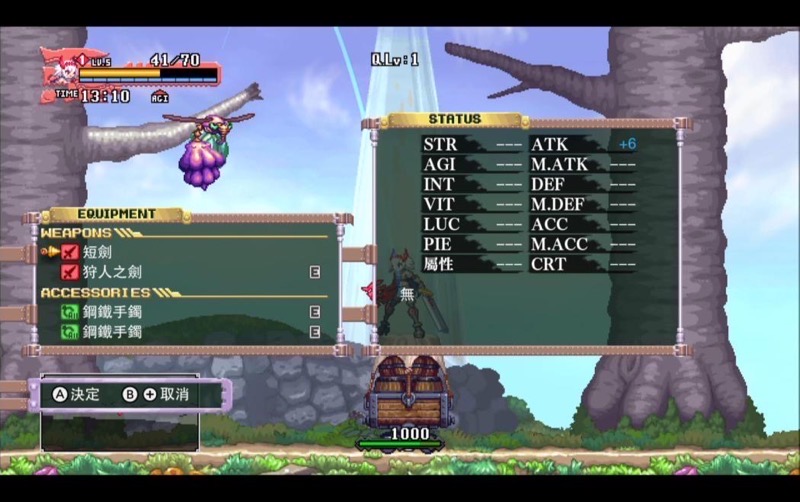 LV.5 41/70
TIME 13:10 AGI
Q.Lv:1
STATUS
STR --- ATK +6
AGI --- M.ATK ---
INT --- DEF ---
VIT --- M.DEF ---
LUC --- ACC ---
PIE --- M.ACC ---
屬性 --- CRT ---
無
EQUIPMENT
WEAPONS
短劍
狩人之劍 E
ACCESSORIES
鋼鐵手鐲 E
鋼鐵手鐲 E
A 決定 B + 取消
1000